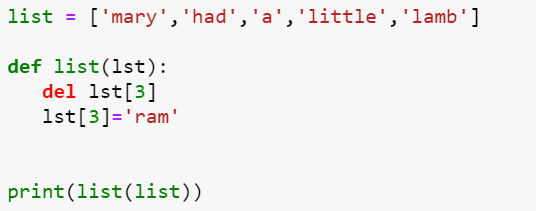 list = ['mary','had','a','little','lamb']
def list(lst):
del lst[3]
lst[3]='ram'
print(list(list))